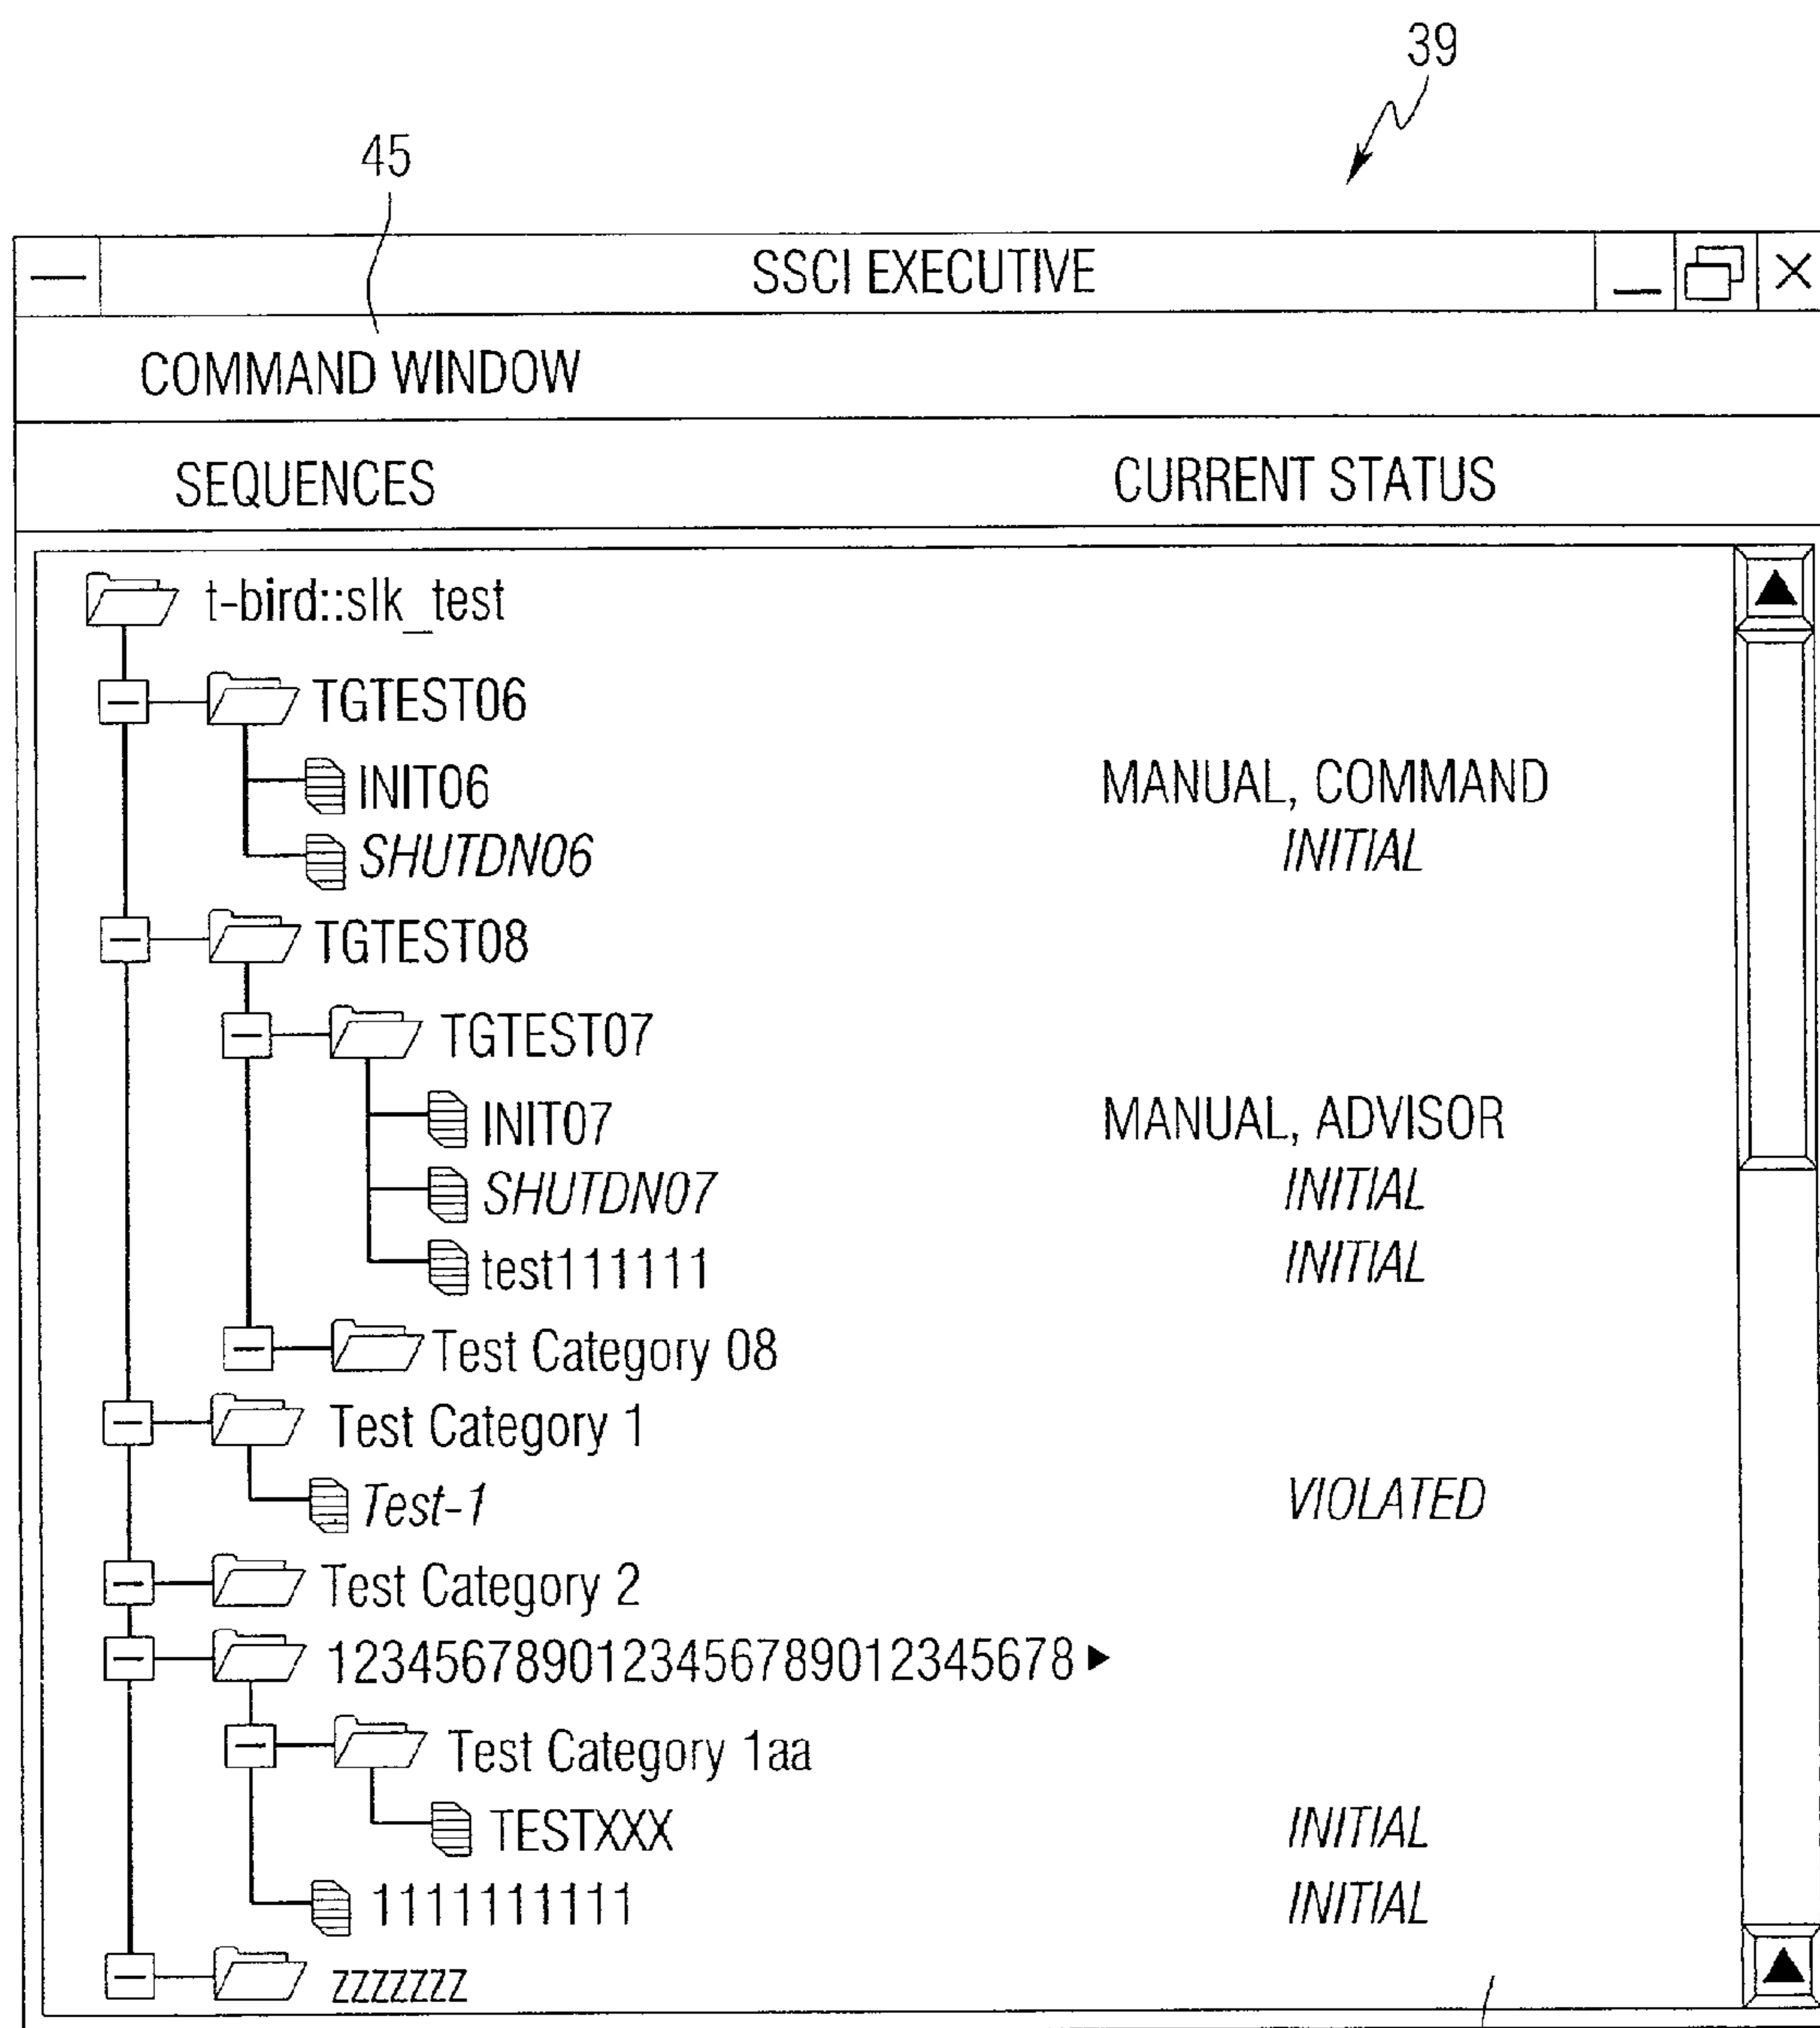 39
45
SSCI EXECUTIVE
COMMAND WINDOW
SEQUENCES CURRENT STATUS
t-bird::slk_test
TGTEST06
INIT06 MANUAL, COMMAND
SHUTDN06 INITIAL
TGTEST08
TGTEST07
INIT07 MANUAL, ADVISOR
SHUTDN07 INITIAL
test111111 INITIAL
Test Category 08
Test Category 1
Test-1 VIOLATED
Test Category 2
1234567890123456789012345678
Test Category 1aa
TESTXXX INITIAL
1111111111 INITIAL
zzzzzzz